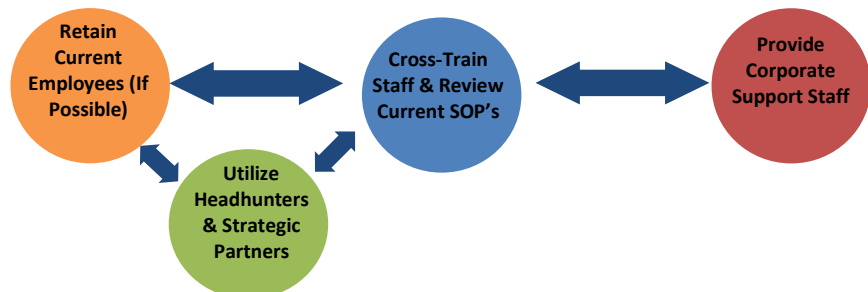 Retain
Current
Employees (If
Possible)
Cross-Train
Staff & Review
Current SOP's
Provide
Corporate
Support Staff
Utilize
Headhunters
& Strategic
Partners